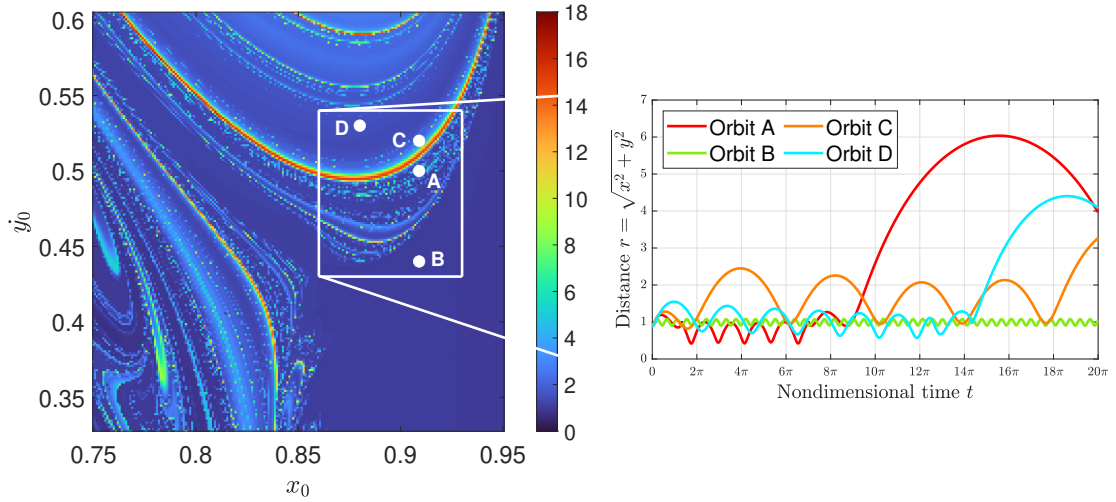 0.6
0.55
0.5
0.45
0.4
0.35
ẏ₀
0.75
0.8
0.85
0.9
0.95
x₀
D
C
A
B
18
16
14
12
10
8
6
4
2
0
7
6
5
4
3
2
1
0
Distance r = √x² + y²
Orbit A
Orbit C
Orbit B
Orbit D
0
2π
4π
6π
8π
10π
12π
14π
16π
18π
20π
Nondimensional time t